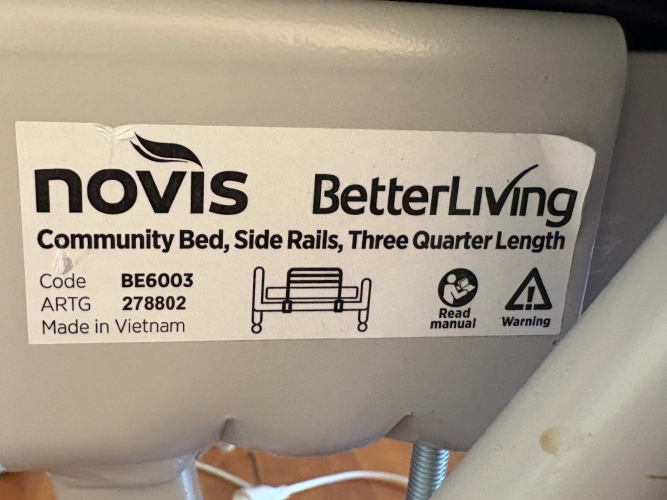 novis BetterLiving
Community Bed, Side Rails, Three Quarter Length
Code BE6003
ARTG 278802
Made in Vietnam
Read
manual
Warning